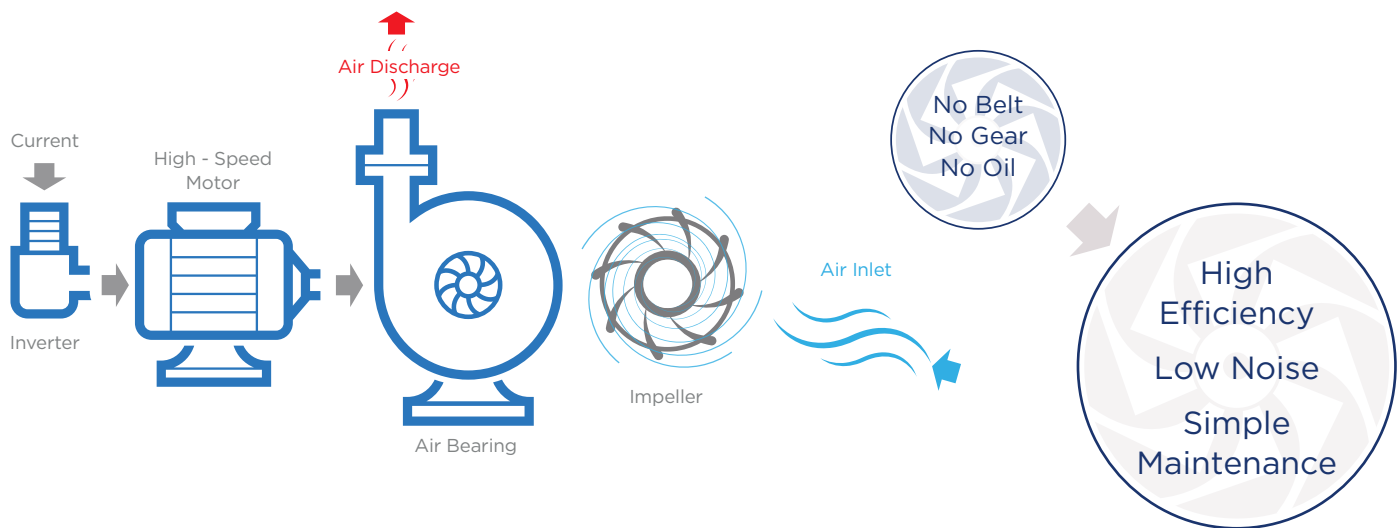 Air Discharge
Current
High - Speed
Motor
Inverter
Air Bearing
Impeller
Air Inlet
No Belt
No Gear
No Oil
High
Efficiency
Low Noise
Simple
Maintenance